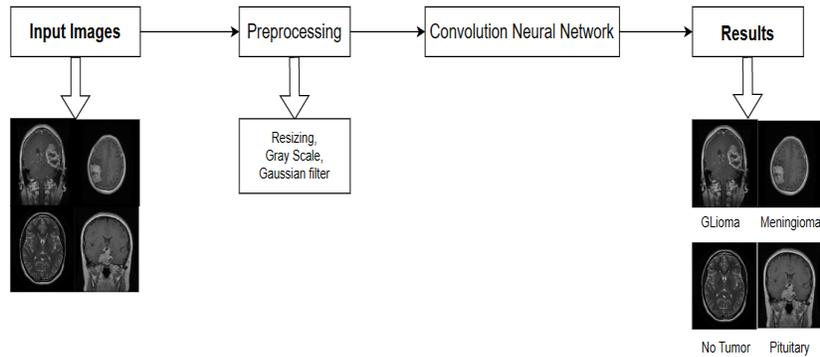 Input Images
Preprocessing
Convolution Neural Network
Results
Resizing,
Gray Scale,
Gaussian filter
GLioma
Meningioma
No Tumor
Pituitary